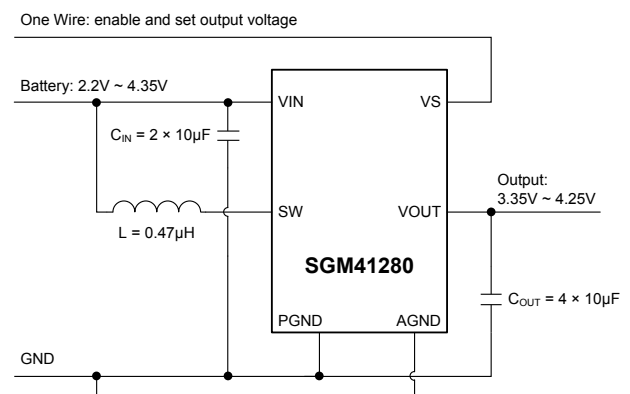 One Wire: enable and set output voltage
Battery: 2.2V ~ 4.35V
VIN
VS
CIN = 2 × 10µF
Output:
3.35V ~ 4.25V
SW
VOUT
L = 0.47µH
SGM41280
COUT = 4 × 10µF
PGND
AGND
GND